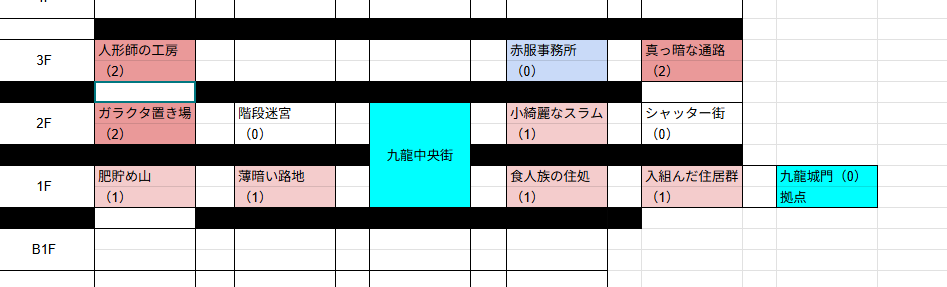 3F
人形師の工房
（2）
赤服事務所
（0）
真っ暗な通路
（2）
2F
ガラクタ置き場
（2）
階段迷宮
（0）
九龍中央街
小綺麗なスラム
（1）
シャッター街
（0）
1F
肥貯め山
（1）
薄暗い路地
（1）
食人族の住処
（1）
入組んだ住居群
（1）
九龍城門（0）
拠点
B1F